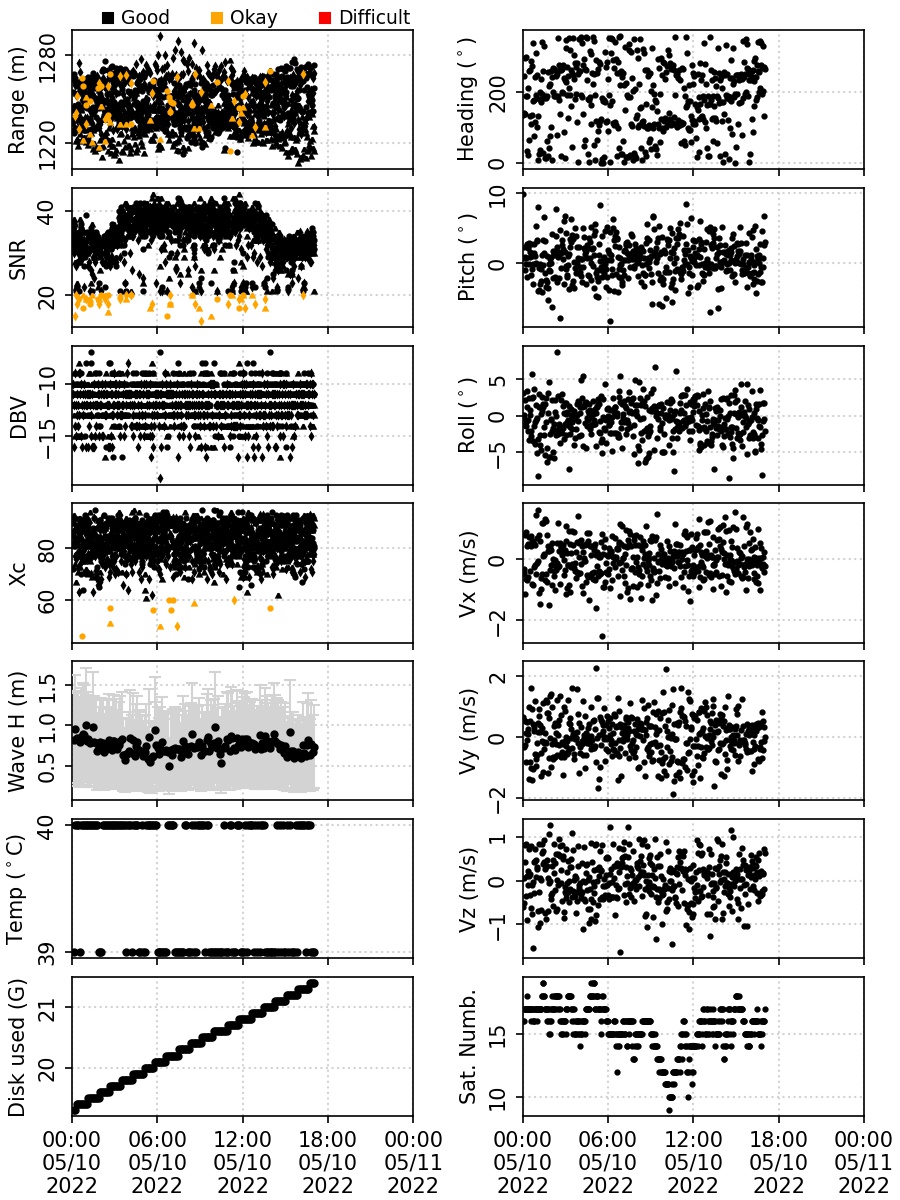 Good Okay Difficult
Range (m)
1280
1220
Heading (°)
200
0
SNR
40
20
Pitch (°)
10
0
DBV
−10
−15
Roll (°)
5
0
−5
Xc
80
60
Vx (m/s)
0
−2
Wave H (m)
1.5
1.0
0.5
Vy (m/s)
2
0
−2
Temp (°C)
40
39
Vz (m/s)
1
0
−1
Disk used (G)
21
20
Sat. Numb.
15
10
00:00 06:00 12:00 18:00 00:00 00:00 06:00 12:00 18:00 00:00
05/10 05/10 05/10 05/10 05/11 05/10 05/10 05/10 05/10 05/11
2022 2022 2022 2022 2022 2022 2022 2022 2022 2022